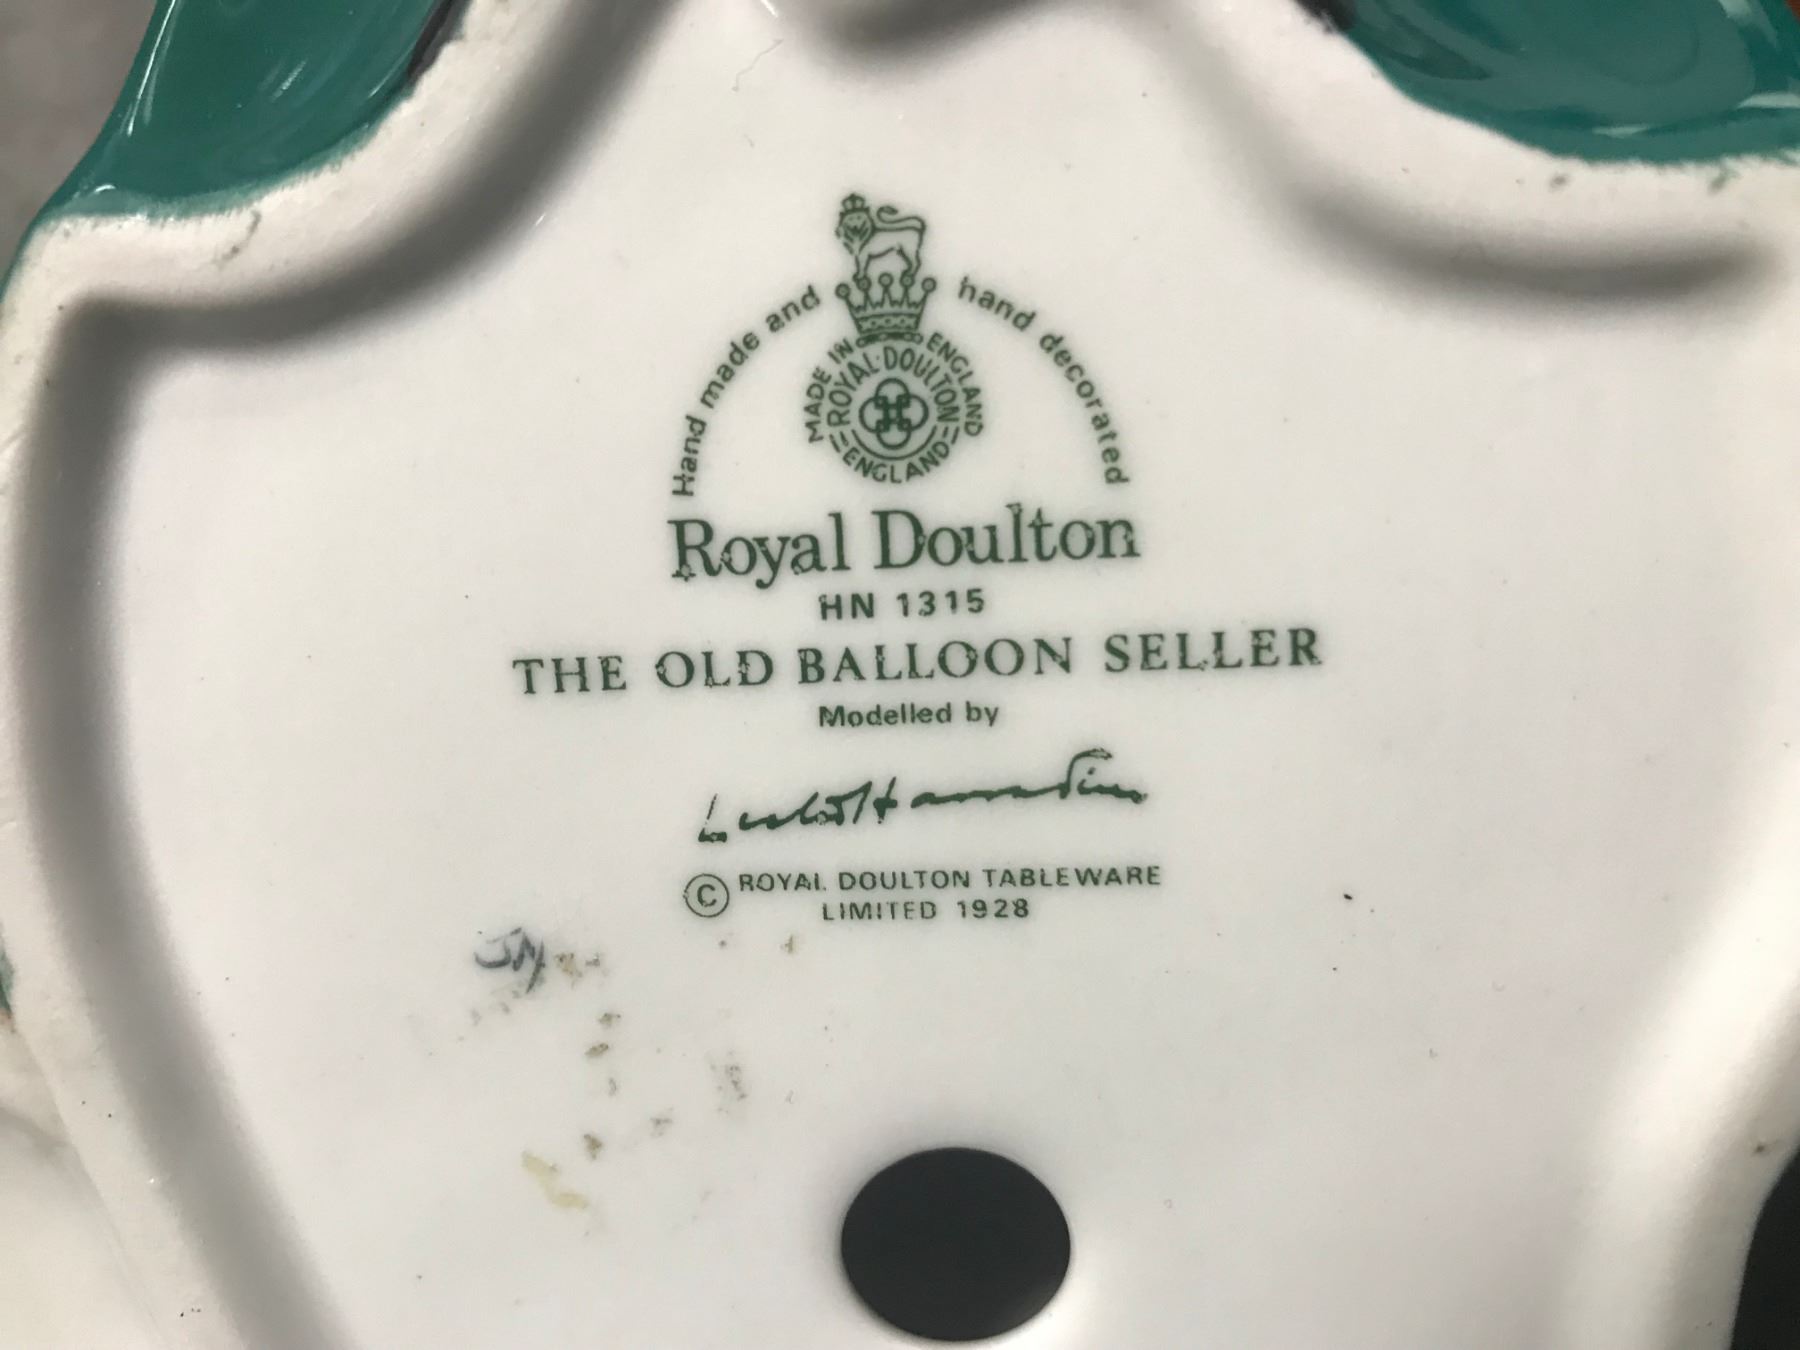 Hand made and hand decorated
MADE IN ENGLAND
ROYAL·DOULTON
ENGLAND
Royal Doulton
HN 1315
THE OLD BALLOON SELLER
Modelled by
© ROYAL DOULTON TABLEWARE
LIMITED 1928